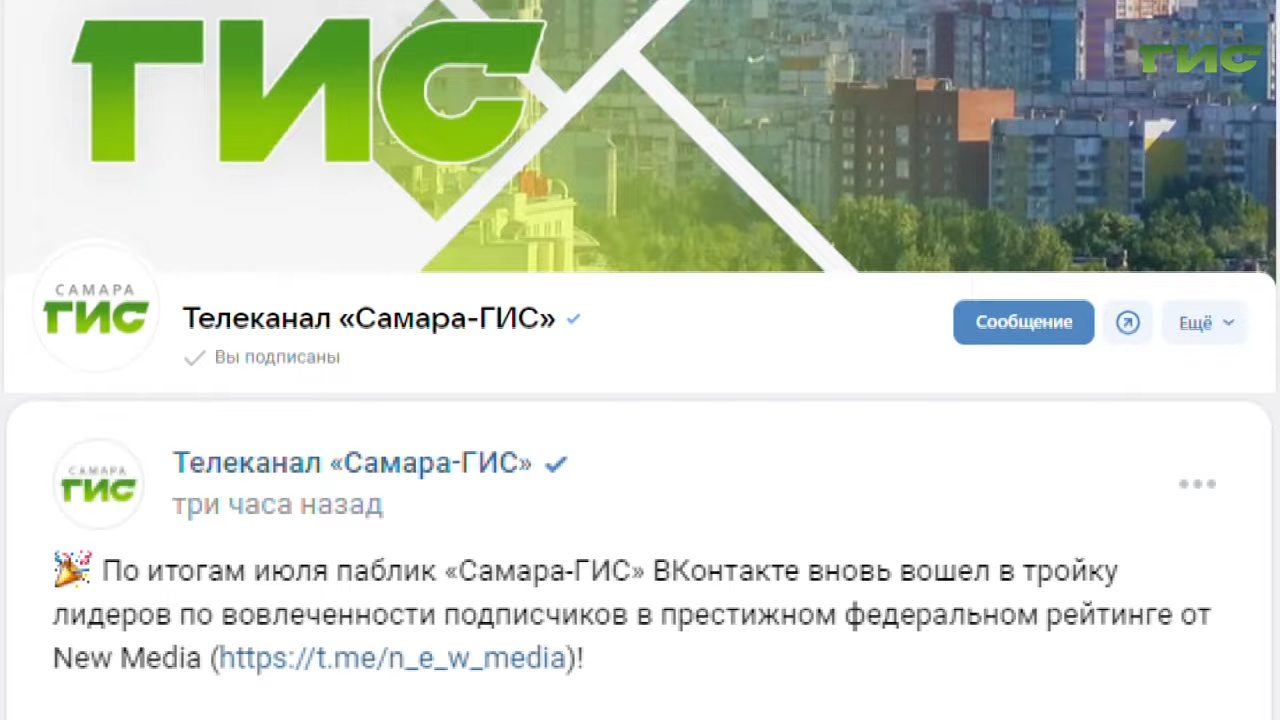 ГИС
САМАРА
ГИС
САМАРА
ГИС
Телеканал «Самара-ГИС»
Вы подписаны
Сообщение
Ещё
САМАРА
ГИС
Телеканал «Самара-ГИС»
три часа назад
По итогам июля паблик «Самара-ГИС» ВКонтакте вновь вошел в тройку
лидеров по вовлеченности подписчиков в престижном федеральном рейтинге от
New Media (https://t.me/n_e_w_media)!